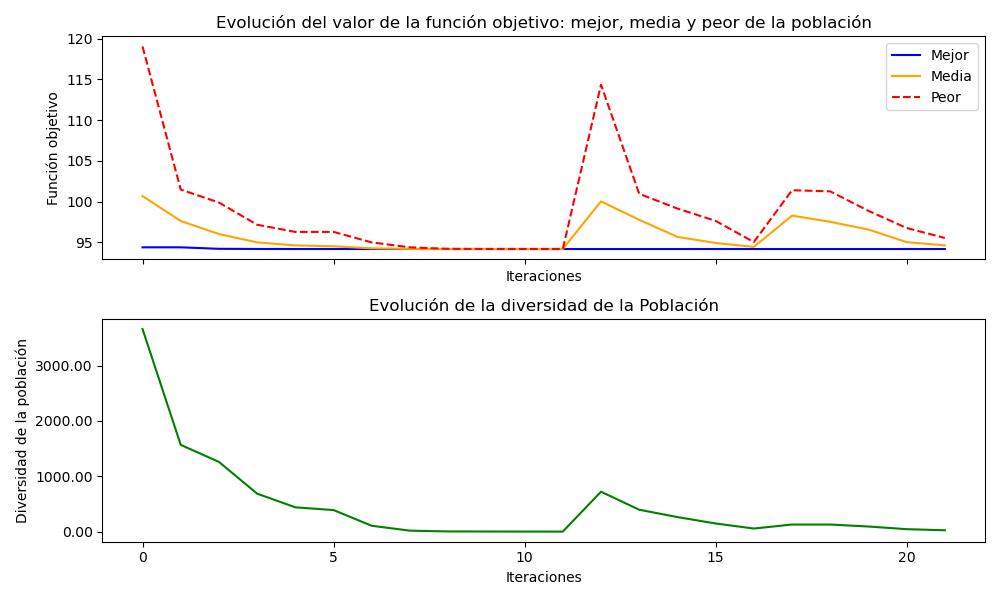 Evolución del valor de la función objetivo: mejor, media y peor de la población
120
115
110
105
100
95
Función objetivo
Mejor
Media
Peor
Iteraciones
Evolución de la diversidad de la Población
3000.00
2000.00
1000.00
0.00
Diversidad de la población
0
5
10
15
20
Iteraciones